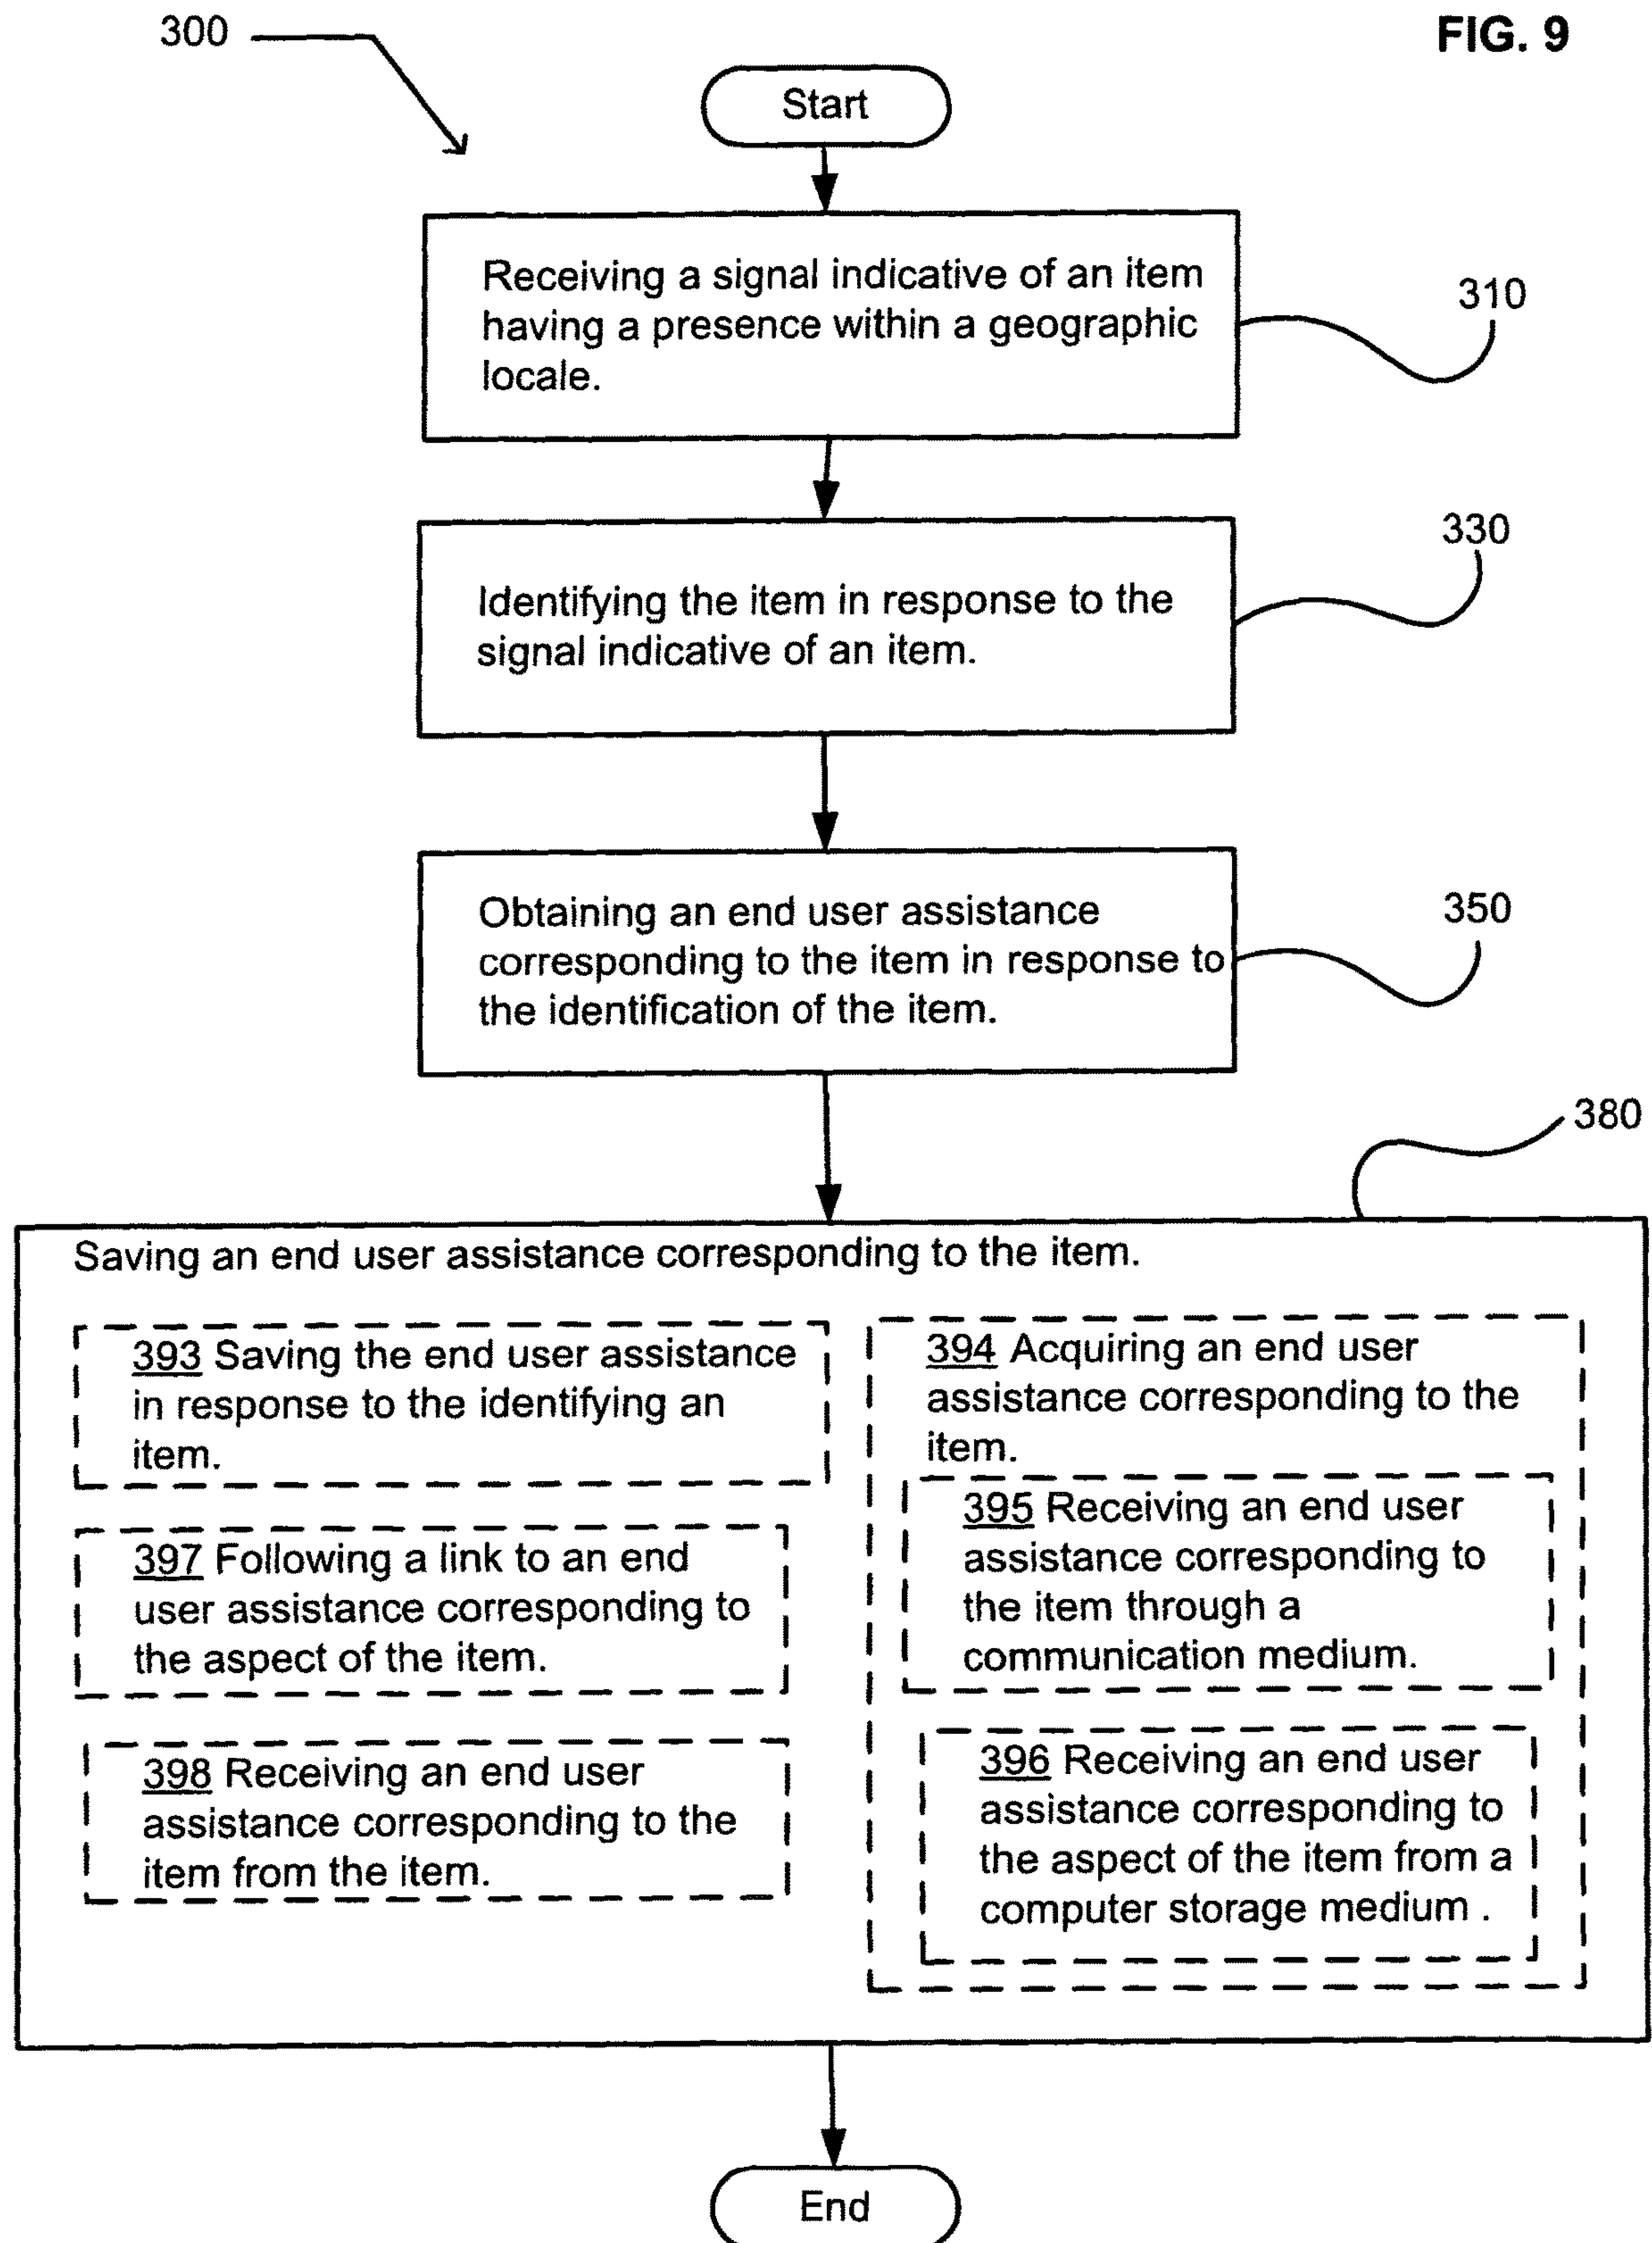 300
FIG. 9
Start
Receiving a signal indicative of an item
having a presence within a geographic
locale.
310
Identifying the item in response to the
signal indicative of an item.
330
Obtaining an end user assistance
corresponding to the item in response to
the identification of the item.
350
380
Saving an end user assistance corresponding to the item.
393 Saving the end user assistance
in response to the identifying an
item.
397 Following a link to an end
user assistance corresponding to
the aspect of the item.
398 Receiving an end user
assistance corresponding to the
item from the item.
394 Acquiring an end user
assistance corresponding to the
item.
395 Receiving an end user
assistance corresponding to
the item through a
communication medium.
396 Receiving an end user
assistance corresponding to
the aspect of the item from a
computer storage medium .
End